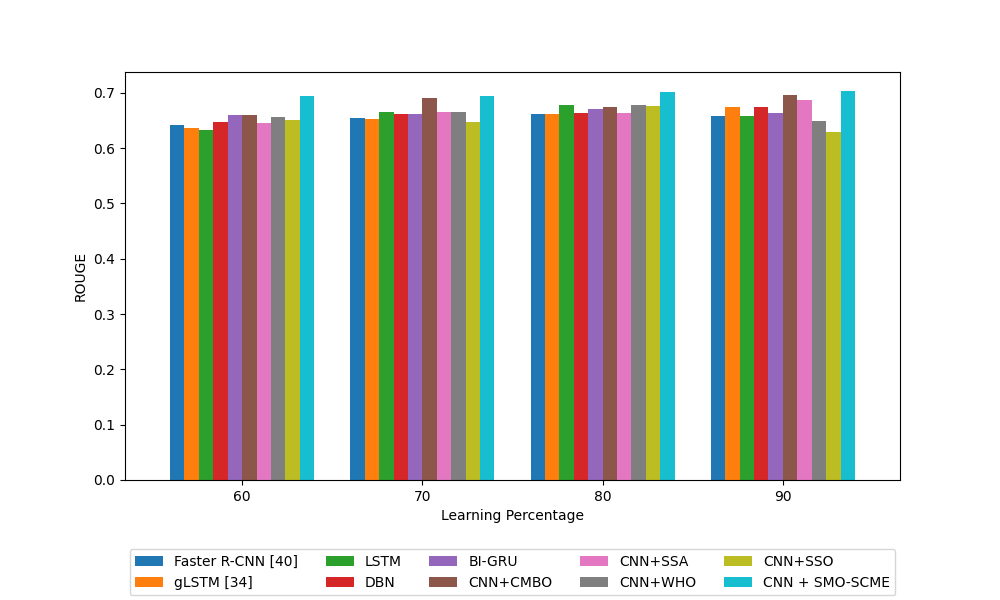 0.7
0.6
0.5
0.4
0.3
0.2
0.1
0.0
ROUGE
60 70 80 90
Learning Percentage
Faster R-CNN [40] LSTM BI-GRU CNN+SSA CNN+SSO
gLSTM [34] DBN CNN+CMBO CNN+WHO CNN + SMO-SCME